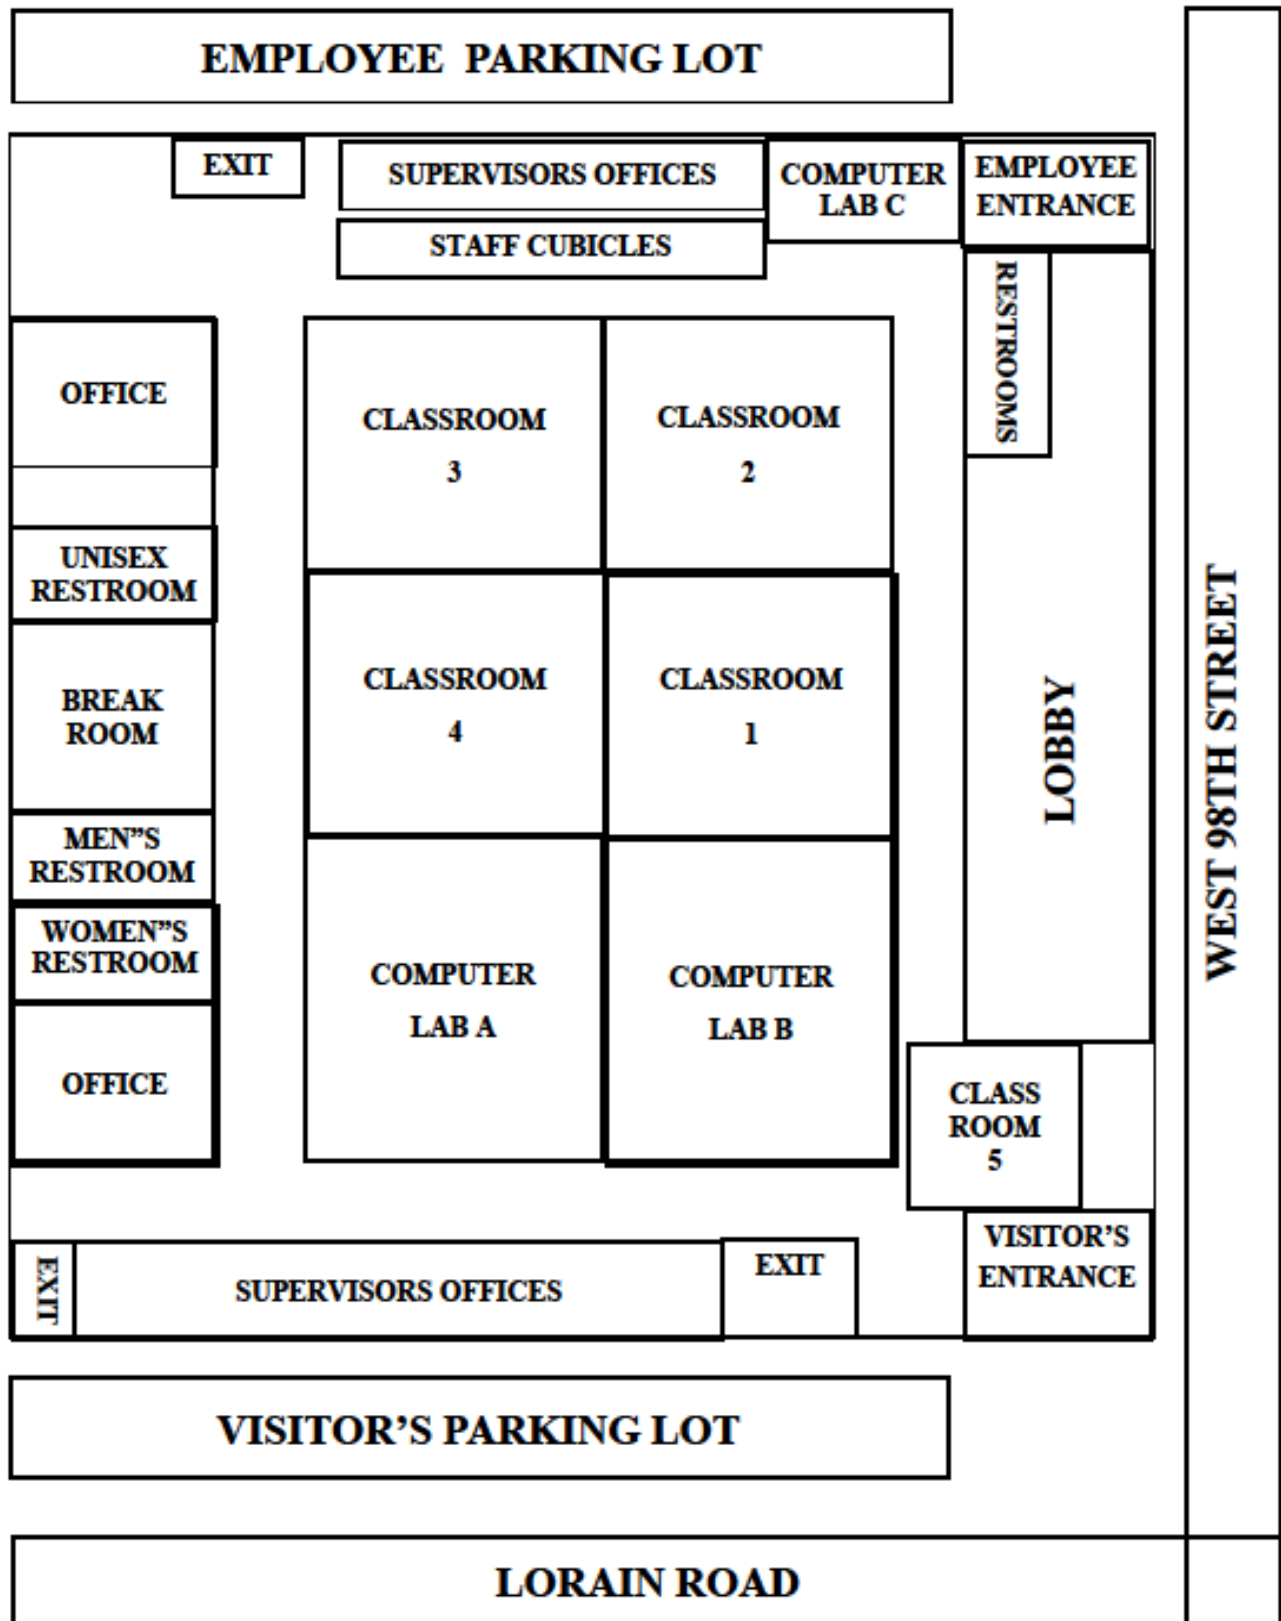 EMPLOYEE PARKING LOT
EXIT
SUPERVISORS OFFICES
COMPUTER
LAB C
EMPLOYEE
ENTRANCE
STAFF CUBICLES
RESTROOMS
OFFICE
CLASSROOM
3
CLASSROOM
2
UNISEX
RESTROOM
BREAK
ROOM
CLASSROOM
4
CLASSROOM
1
LOBBY
WEST 98TH STREET
MEN"S
RESTROOM
WOMEN"S
RESTROOM
COMPUTER
LAB A
COMPUTER
LAB B
OFFICE
CLASS
ROOM
5
VISITOR'S
ENTRANCE
EXIT
SUPERVISORS OFFICES
EXIT
VISITOR'S PARKING LOT
LORAIN ROAD